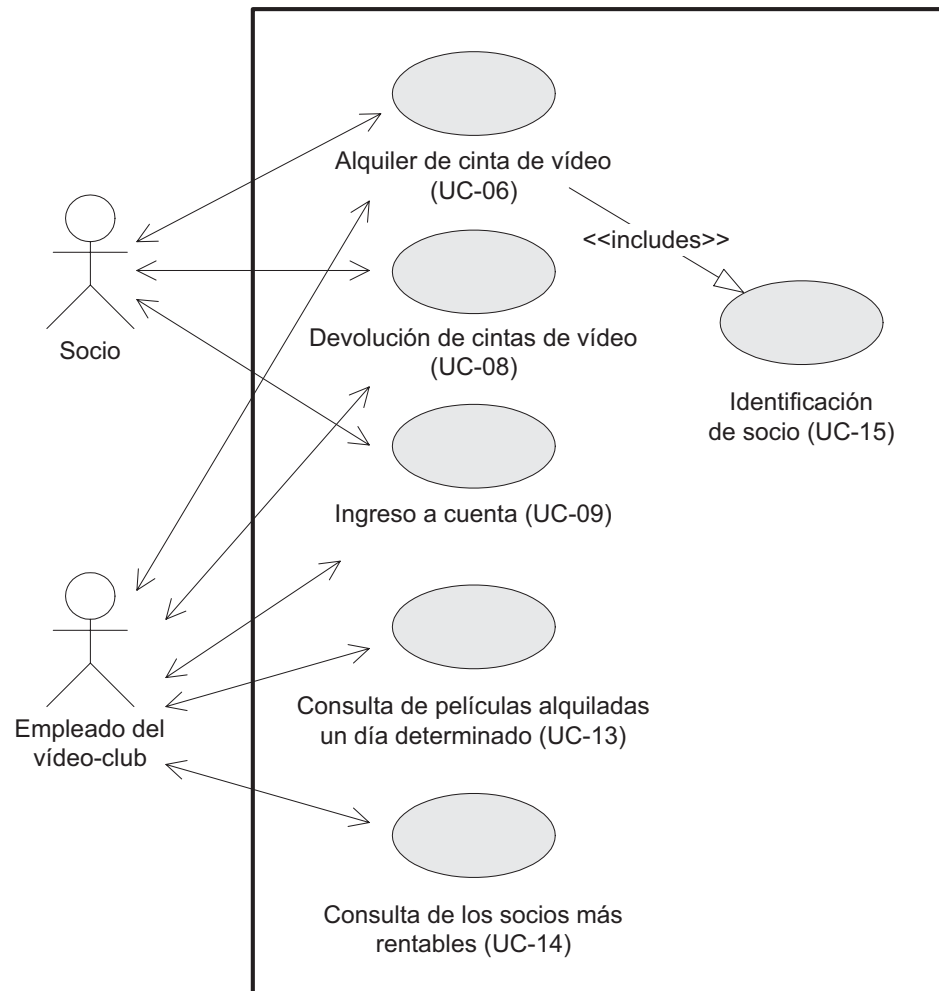 Alquiler de cinta de vídeo
(UC-06)
<<includes>>
Socio
Devolución de cintas de vídeo
(UC-08)
Identificación
de socio (UC-15)
Ingreso a cuenta (UC-09)
Empleado del
vídeo-club
Consulta de películas alquiladas
un día determinado (UC-13)
Consulta de los socios más
rentables (UC-14)